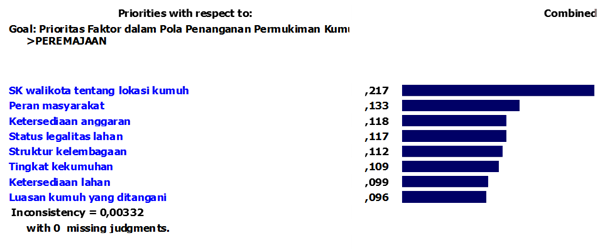 Priorities with respect to: Combined
Goal: Prioritas Faktor dalam Pola Penanganan Permukiman
>PEREMAJAAN
SK walikota tentang lokasi kumuh ,217
Peran masyarakat ,133
Ketersediaan anggaran ,118
Status legalitas lahan ,117
Struktur kelembagaan ,112
Tingkat kekumuhan ,109
Ketersediaan lahan ,099
Luasan kumuh yang ditangani ,096
Inconsistency = 0,00332
with 0 missing judgments.